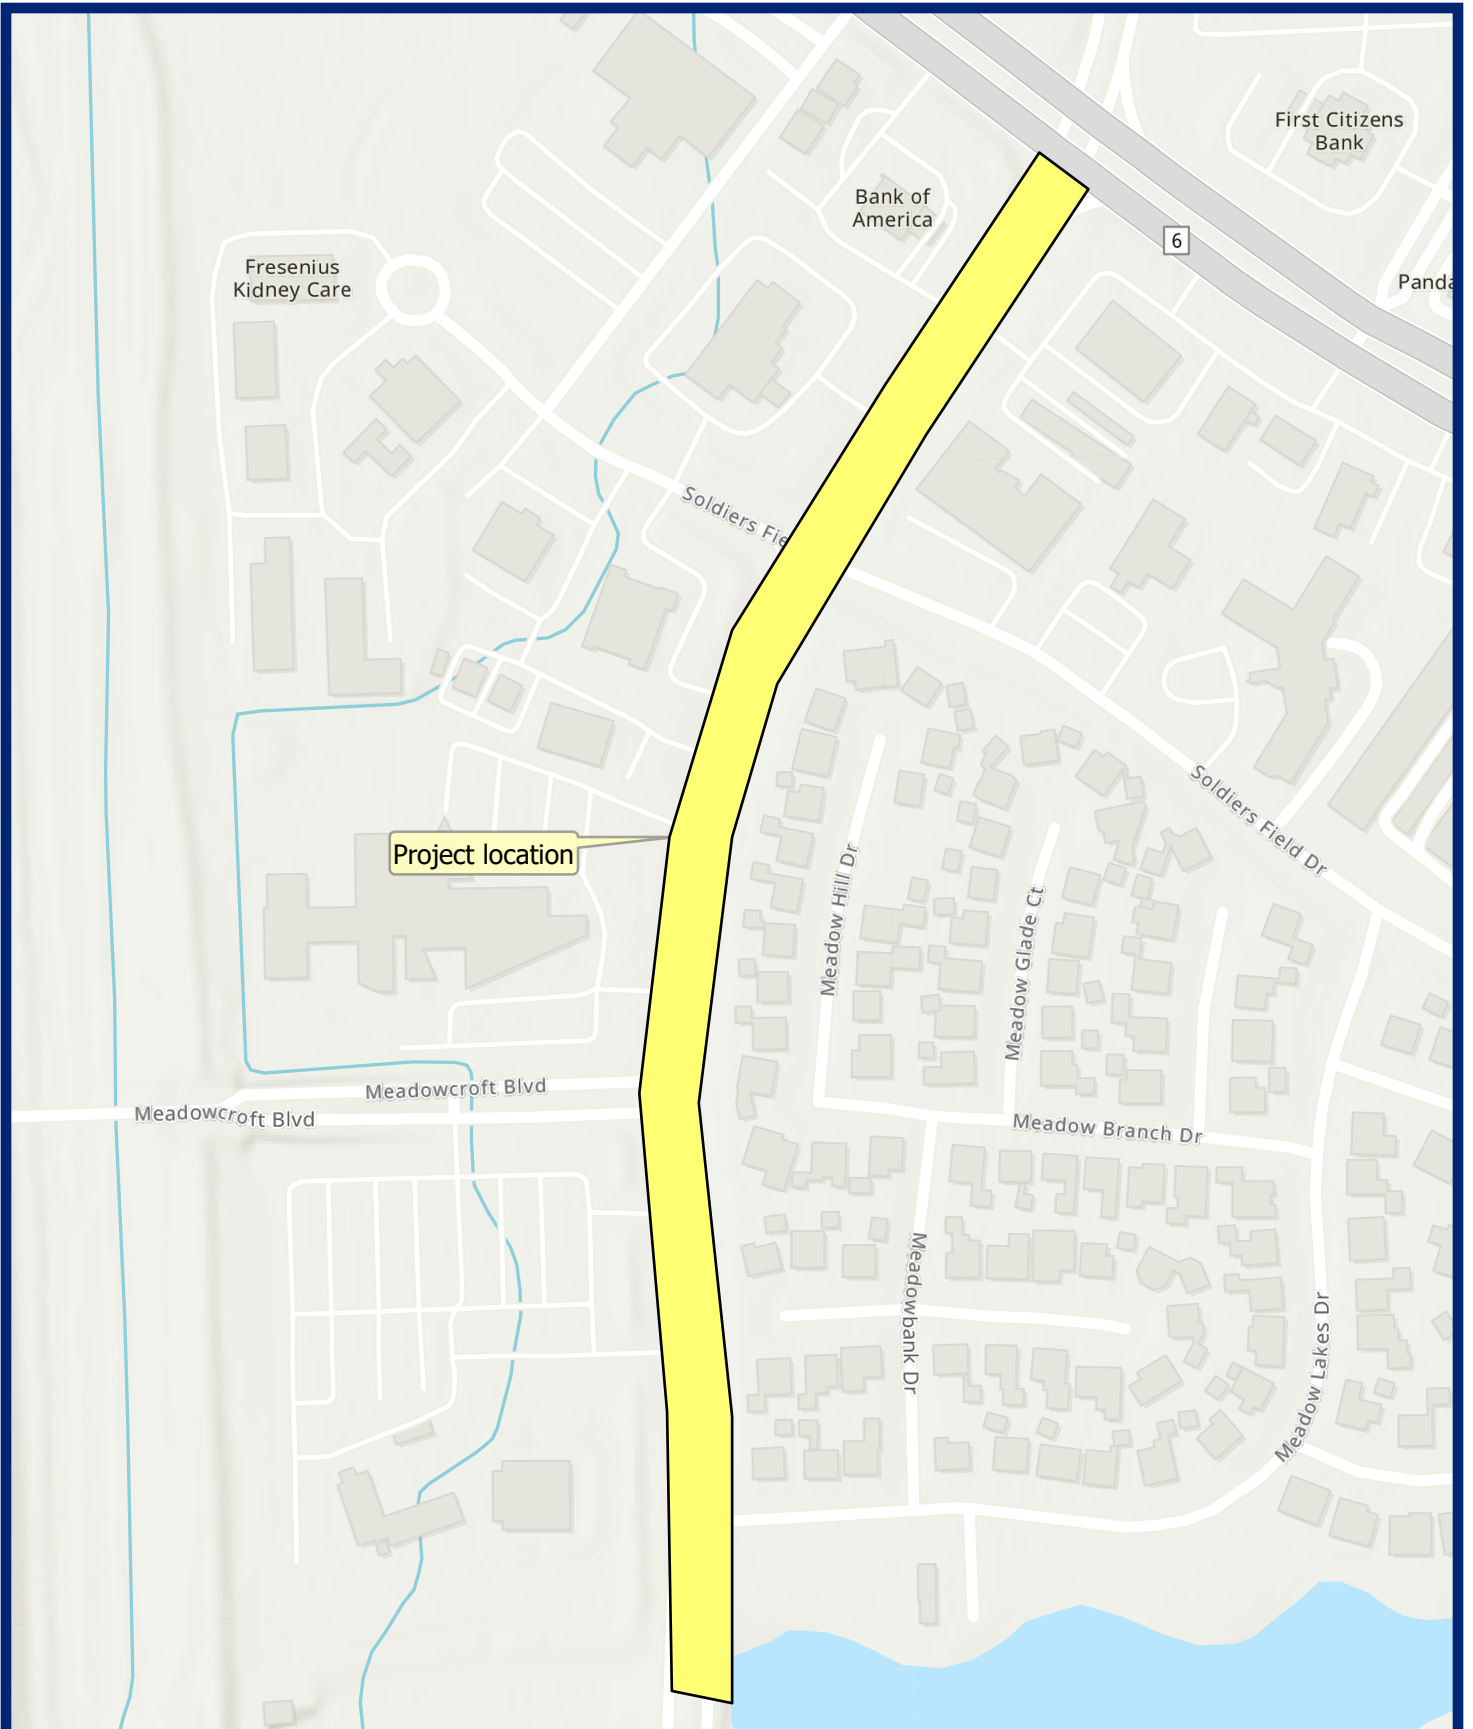 First Citizens
Bank
Bank of
America
6
Fresenius
Kidney Care
Panda
Soldiers Fie
Soldiers Field Dr
Project location
Meadow Hill Dr
Meadow Glade Ct
Meadowcroft Blvd
Meadowcroft Blvd
Meadow Branch Dr
Meadowbank Dr
Meadow Lakes Dr